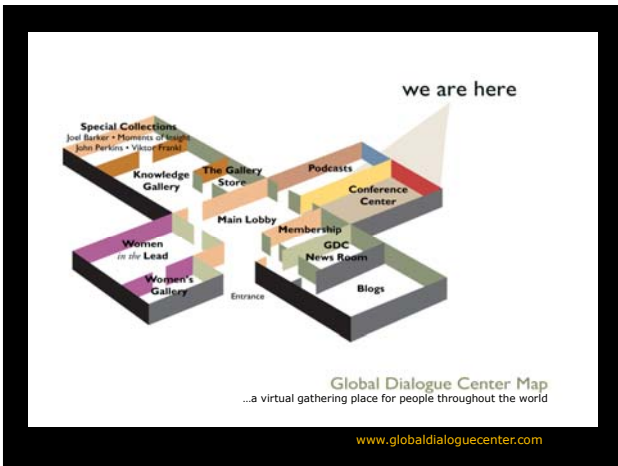 we are here
Special Collections
Joel Barker • Moments of Insight
John Perkins • Viktor Frankl
Knowledge
Gallery
The Gallery
Store
Podcasts
Conference
Center
Main Lobby
Membership
GDC
News Room
Blogs
Women
in the Lead
Women's
Gallery
Entrance
Global Dialogue Center Map
...a virtual gathering place for people throughout the world
www.globaldialoguecenter.com